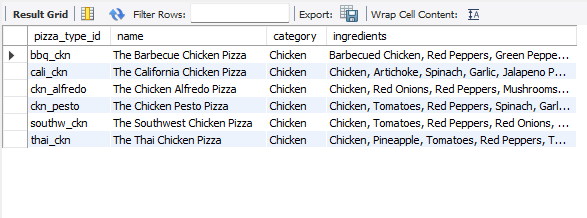 Result Grid Filter Rows: Export: Wrap Cell Content:
pizza_type_id name category ingredients
bbq_ckn The Barbecue Chicken Pizza Chicken Barbecued Chicken, Red Peppers, Green Peppe...
cali_ckn The California Chicken Pizza Chicken Chicken, Artichoke, Spinach, Garlic, Jalapeno P...
ckn_alfredo The Chicken Alfredo Pizza Chicken Chicken, Red Onions, Red Peppers, Mushrooms...
ckn_pesto The Chicken Pesto Pizza Chicken Chicken, Tomatoes, Red Peppers, Spinach, Garl...
southw_ckn The Southwest Chicken Pizza Chicken Chicken, Tomatoes, Red Peppers, Red Onions, ...
thai_ckn The Thai Chicken Pizza Chicken Chicken, Pineapple, Tomatoes, Red Peppers, T...